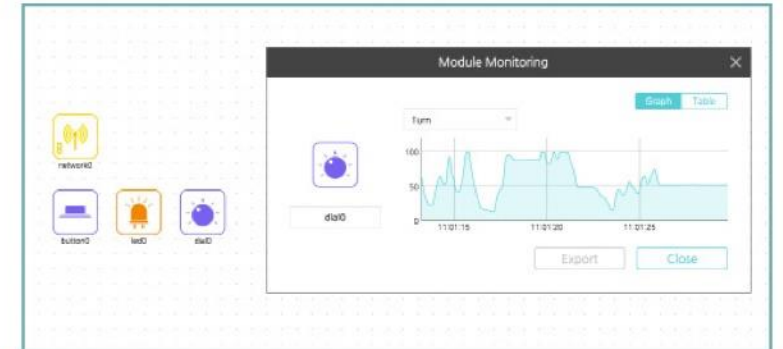 Module Monitoring
Graph Table
Turn
network0
button0 led0 dial0
dial0
100
50
0
11:01:15 11:01:20 11:01:25
Export Close